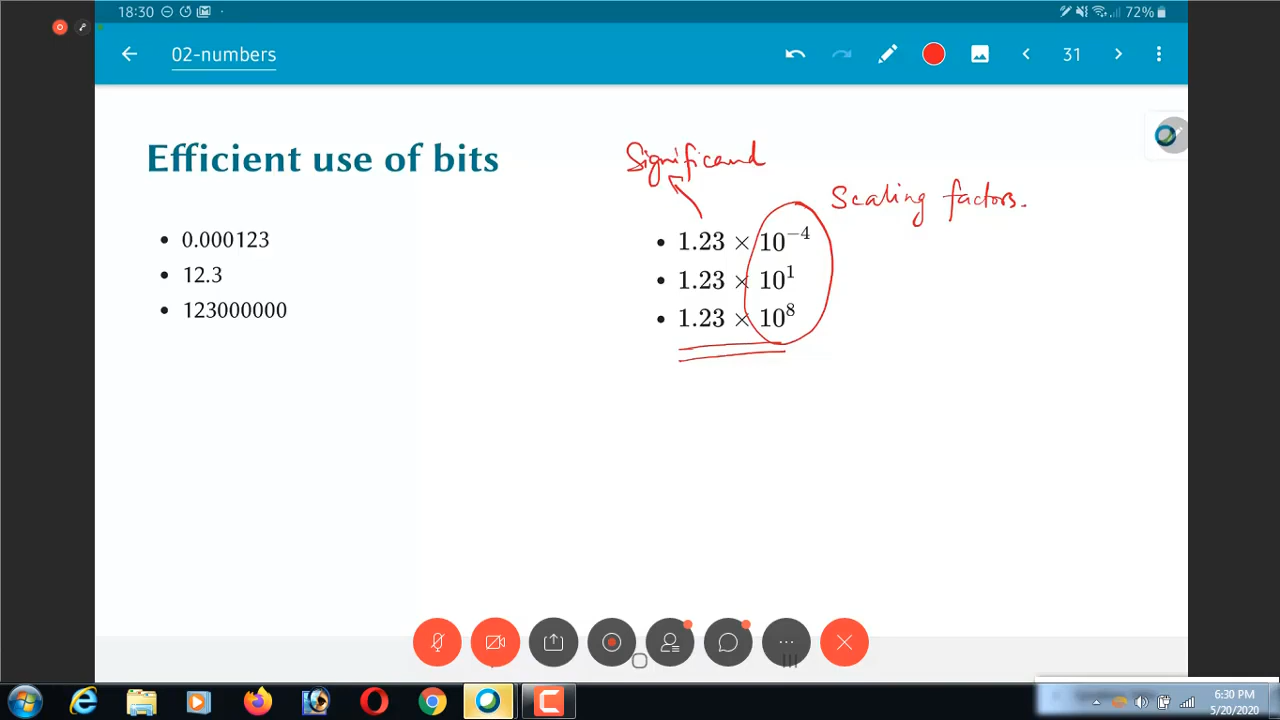 18:30
72%
02-numbers
31
Efficient use of bits
Significand
Scaling factors.
• 0.000123
• 12.3
• 123000000
• 1.23 × 10⁻⁴
• 1.23 × 10¹
• 1.23 × 10⁸
6:30 PM
5/20/2020